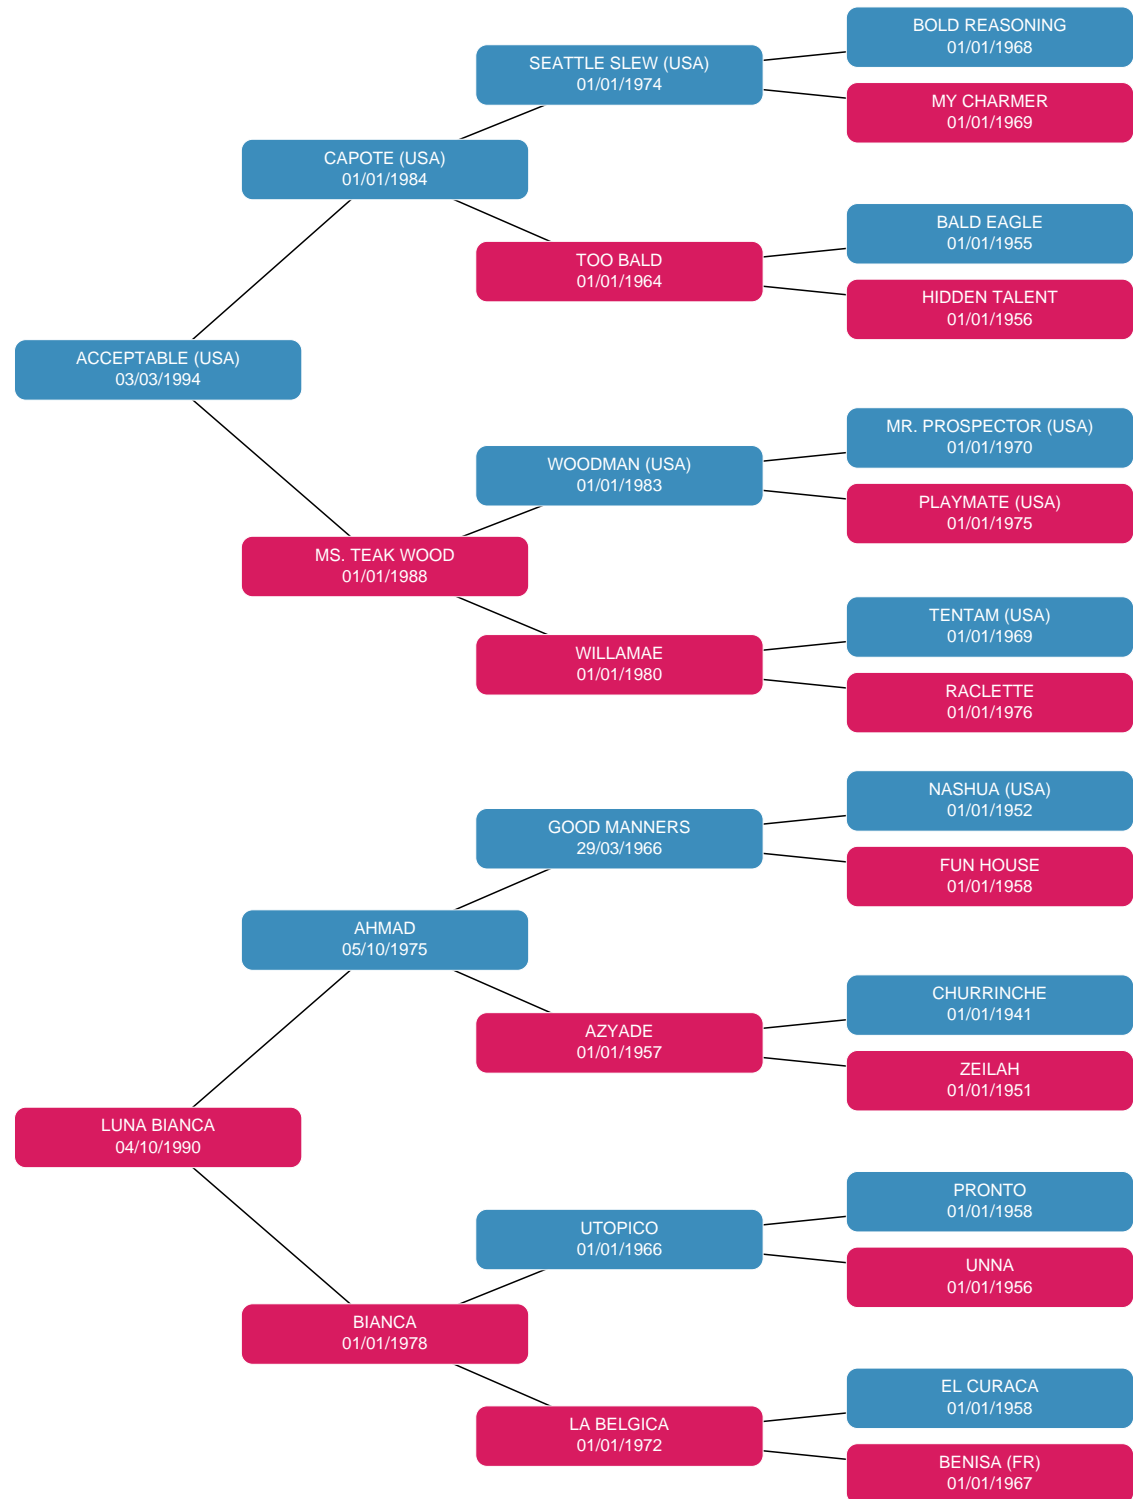 BOLD REASONING
01/01/1968
SEATTLE SLEW (USA)
01/01/1974
MY CHARMER
01/01/1969
CAPOTE (USA)
01/01/1984
BALD EAGLE
01/01/1955
TOO BALD
01/01/1964
HIDDEN TALENT
01/01/1956
ACCEPTABLE (USA)
03/03/1994
MR. PROSPECTOR (USA)
01/01/1970
WOODMAN (USA)
01/01/1983
PLAYMATE (USA)
01/01/1975
MS. TEAK WOOD
01/01/1988
TENTAM (USA)
01/01/1969
WILLAMAE
01/01/1980
RACLETTE
01/01/1976
NASHUA (USA)
01/01/1952
GOOD MANNERS
29/03/1966
FUN HOUSE
01/01/1958
AHMAD
05/10/1975
CHURRINCHE
01/01/1941
AZYADE
01/01/1957
ZEILAH
01/01/1951
LUNA BIANCA
04/10/1990
PRONTO
01/01/1958
UTOPICO
01/01/1966
UNNA
01/01/1956
BIANCA
01/01/1978
EL CURACA
01/01/1958
LA BELGICA
01/01/1972
BENISA (FR)
01/01/1967